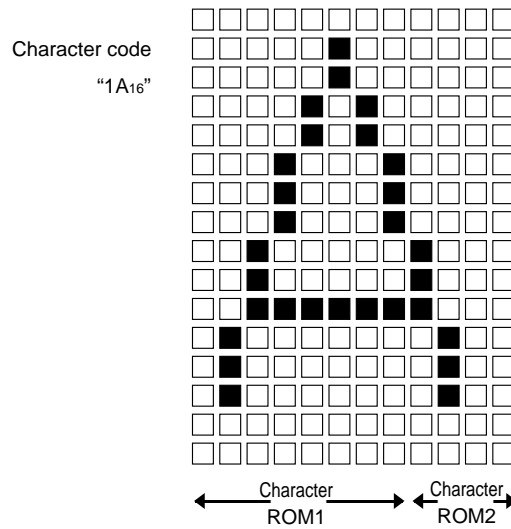 Character code
“1A16”
Character
ROM1
Character
ROM2